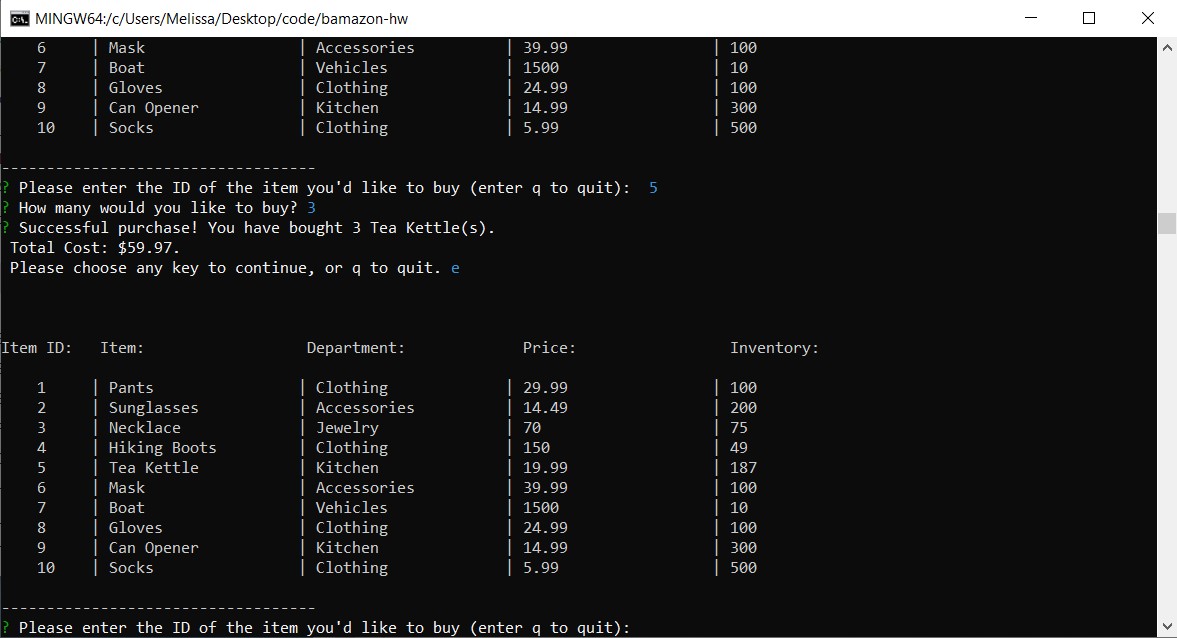 MINGW64:/c/Users/Melissa/Desktop/code/bamazon-hw
6 | Mask | Accessories | 39.99 | 100
7 | Boat | Vehicles | 1500 | 10
8 | Gloves | Clothing | 24.99 | 100
9 | Can Opener | Kitchen | 14.99 | 300
10 | Socks | Clothing | 5.99 | 500
-----------------------------------
? Please enter the ID of the item you'd like to buy (enter q to quit):  5
? How many would you like to buy? 3
? Successful purchase! You have bought 3 Tea Kettle(s).
Total Cost: $59.97.
Please choose any key to continue, or q to quit. e
Item ID: Item: Department: Price: Inventory:
1 | Pants | Clothing | 29.99 | 100
2 | Sunglasses | Accessories | 14.49 | 200
3 | Necklace | Jewelry | 70 | 75
4 | Hiking Boots | Clothing | 150 | 49
5 | Tea Kettle | Kitchen | 19.99 | 187
6 | Mask | Accessories | 39.99 | 100
7 | Boat | Vehicles | 1500 | 10
8 | Gloves | Clothing | 24.99 | 100
9 | Can Opener | Kitchen | 14.99 | 300
10 | Socks | Clothing | 5.99 | 500
-----------------------------------
? Please enter the ID of the item you'd like to buy (enter q to quit):